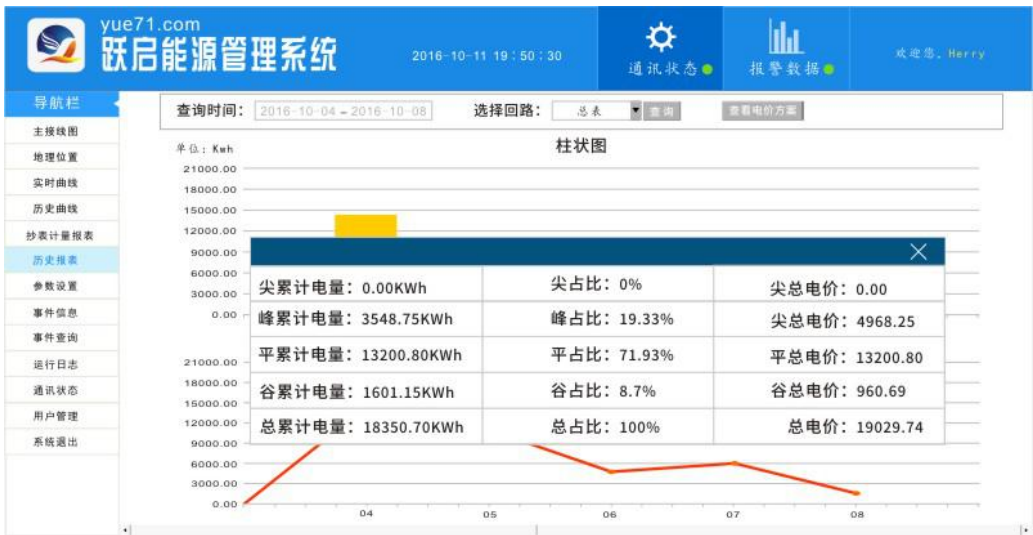 yue71.com
跃启能源管理系统
2016-10-11 19:50:30
通讯状态
报警数据
欢迎您, Herry
导航栏
主接线图
地理位置
实时曲线
历史曲线
抄表计量报表
历史报表
参数设置
事件信息
事件查询
运行日志
通讯状态
用户管理
系统退出
查询时间: 2016-10-04 - 2016-10-08 选择回路: 总表 查询 查看电价方案
单位: Kwh
柱状图
21000.00
18000.00
15000.00
12000.00
9000.00
6000.00
3000.00
0.00
尖累计电量: 0.00KWh 尖占比: 0% 尖总电价: 0.00
峰累计电量: 3548.75KWh 峰占比: 19.33% 尖总电价: 4968.25
平累计电量: 13200.80KWh 平占比: 71.93% 平总电价: 13200.80
谷累计电量: 1601.15KWh 谷占比: 8.7% 谷总电价: 960.69
总累计电量: 18350.70KWh 总占比: 100% 总电价: 19029.74
21000.00
18000.00
15000.00
12000.00
9000.00
6000.00
3000.00
0.00
04 05 06 07 08